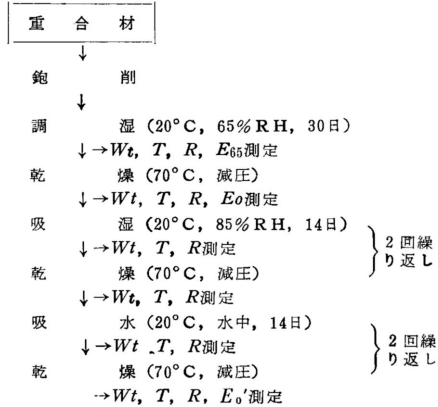 重合材
↓
鉋削
↓
調湿(20°C, 65%RH, 30日)
↓→Wt, T, R, E65測定
乾燥(70°C, 減圧)
↓→Wt, T, R, Eo測定
吸湿(20°C, 85%RH, 14日)
↓→Wt, T, R測定
乾燥(70°C, 減圧)
2回繰り返し
↓→Wt, T, R測定
吸水(20°C, 水中, 14日)
↓→Wt .T, R測定
乾燥(70°C, 減圧)
2回繰り返し
→Wt, T, R, E₀′測定